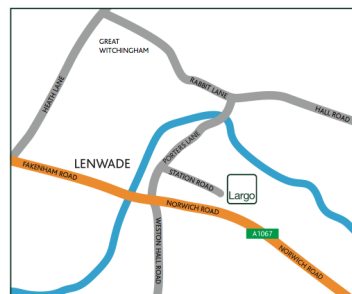 GREAT
WITCHINGHAM
HEATH LANE
RABBIT LANE
HALL ROAD
PORTERS LANE
LENWADE
FAKENHAM ROAD
STATION ROAD
Largo
NORWICH ROAD
WESTON HALL ROAD
A1067
NORWICH ROAD